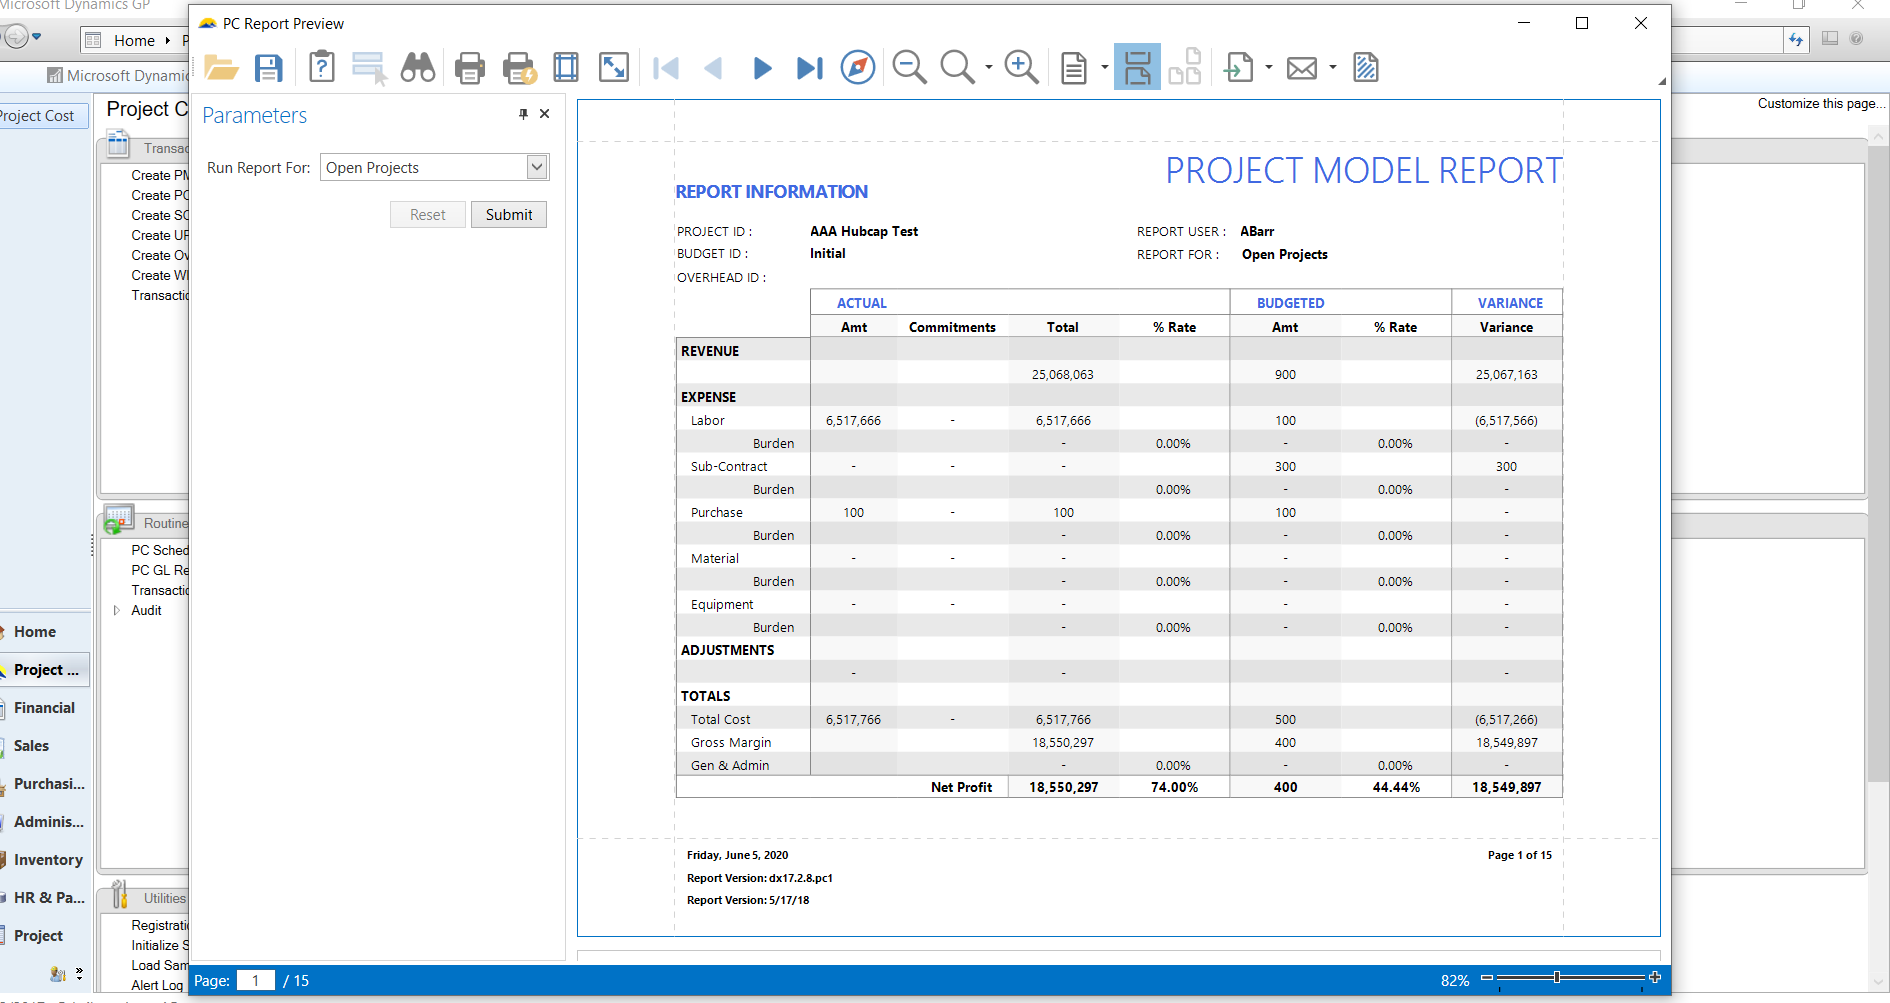 Microsoft Dynamics GP
PC Report Preview
Home
Microsoft Dynamic
Customize this page...
Project Cost
Project C
Parameters
Run Report For: Open Projects
Reset Submit
Transac
Create PM
Create PC
Create SC
Create UP
Create Ov
Create WI
Transactio
Routine
PC Sched
PC GL Re
Transactio
Audit
Utilities
Registrati
Initialize S
Load Sam
Alert Log
Home
Project ...
Financial
Sales
Purchasi...
Adminis...
Inventory
HR & Pa...
Project
PROJECT MODEL REPORT
REPORT INFORMATION
PROJECT ID : AAA Hubcap Test REPORT USER : ABarr
BUDGET ID : Initial REPORT FOR : Open Projects
OVERHEAD ID :
ACTUAL BUDGETED VARIANCE
Amt Commitments Total % Rate Amt % Rate Variance
REVENUE
25,068,063 900 25,067,163
EXPENSE
Labor 6,517,666 - 6,517,666 100 (6,517,566)
Burden - 0.00% - 0.00% -
Sub-Contract - - - 300 300
Burden 0.00% - 0.00% -
Purchase 100 - 100 100 -
Burden - 0.00% - 0.00% -
Material - - - - -
Burden - 0.00% - 0.00% -
Equipment - - - - -
Burden - 0.00% - 0.00% -
ADJUSTMENTS
- - -
TOTALS
Total Cost 6,517,766 - 6,517,766 500 (6,517,266)
Gross Margin 18,550,297 400 18,549,897
Gen & Admin - 0.00% - 0.00% -
Net Profit 18,550,297 74.00% 400 44.44% 18,549,897
Friday, June 5, 2020 Page 1 of 15
Report Version: dx17.2.8.pc1
Report Version: 5/17/18
Page: 1 / 15 82%